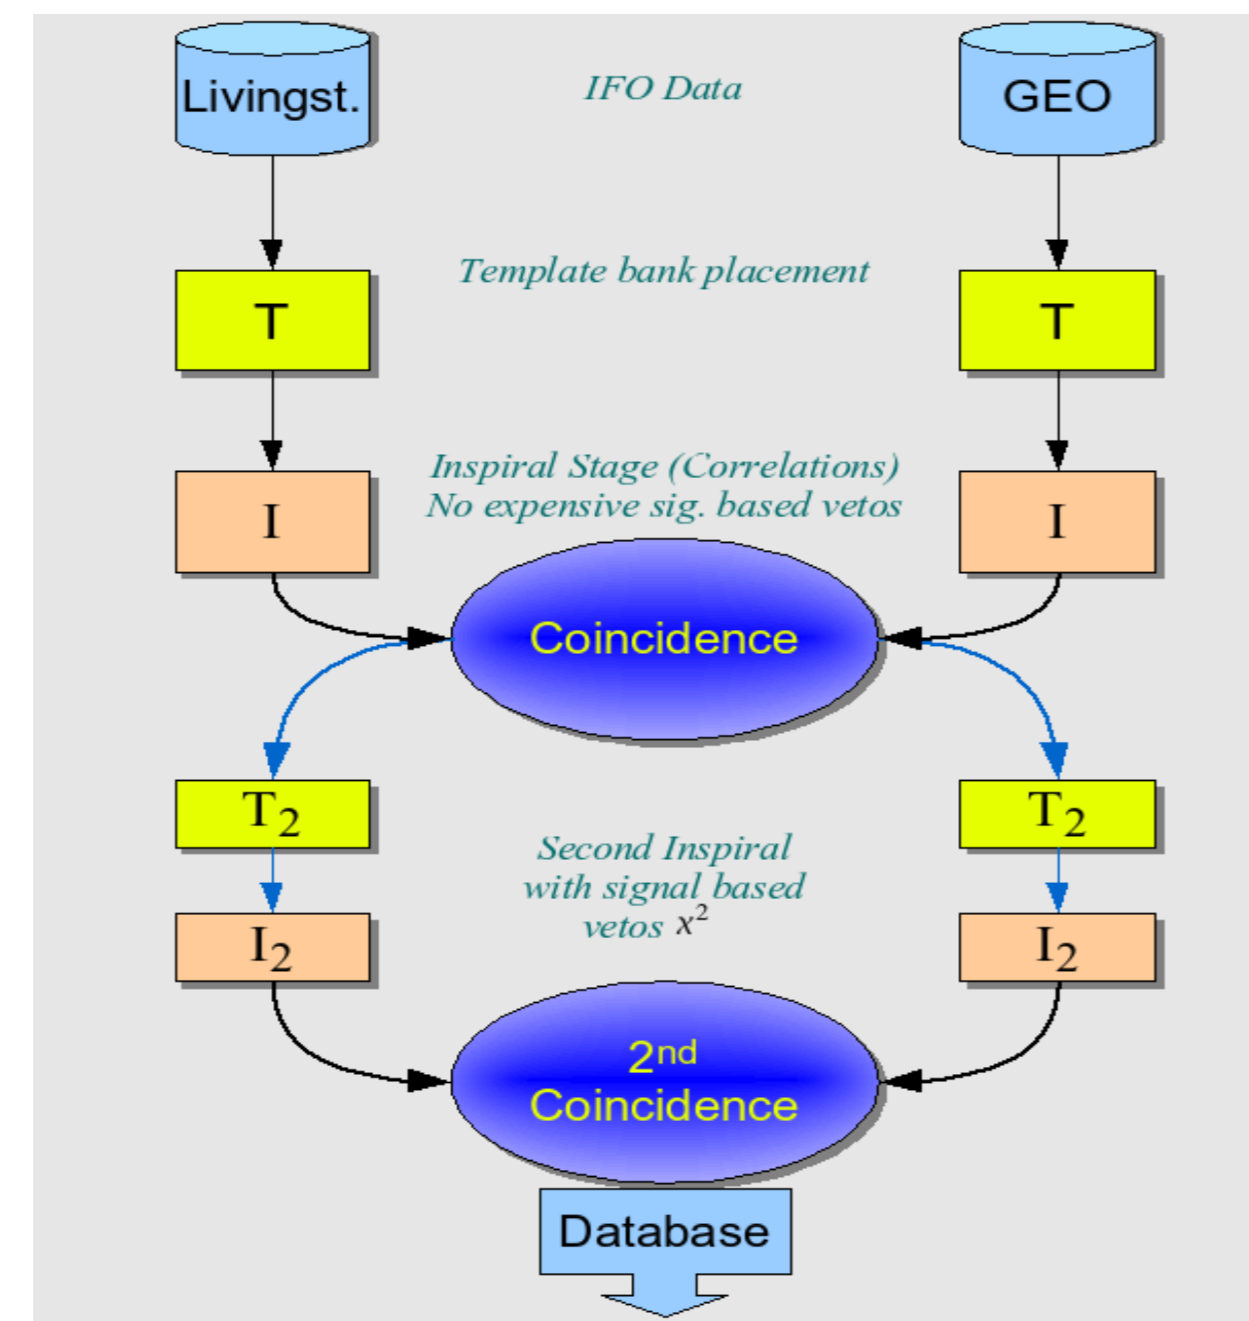 Livingst.
IFO Data
GEO
Template bank placement
T
T
Inspiral Stage (Correlations)
No expensive sig. based vetos
I
I
Coincidence
T₂
T₂
Second Inspiral
with signal based
vetos x²
I₂
I₂
2nd
Coincidence
Database